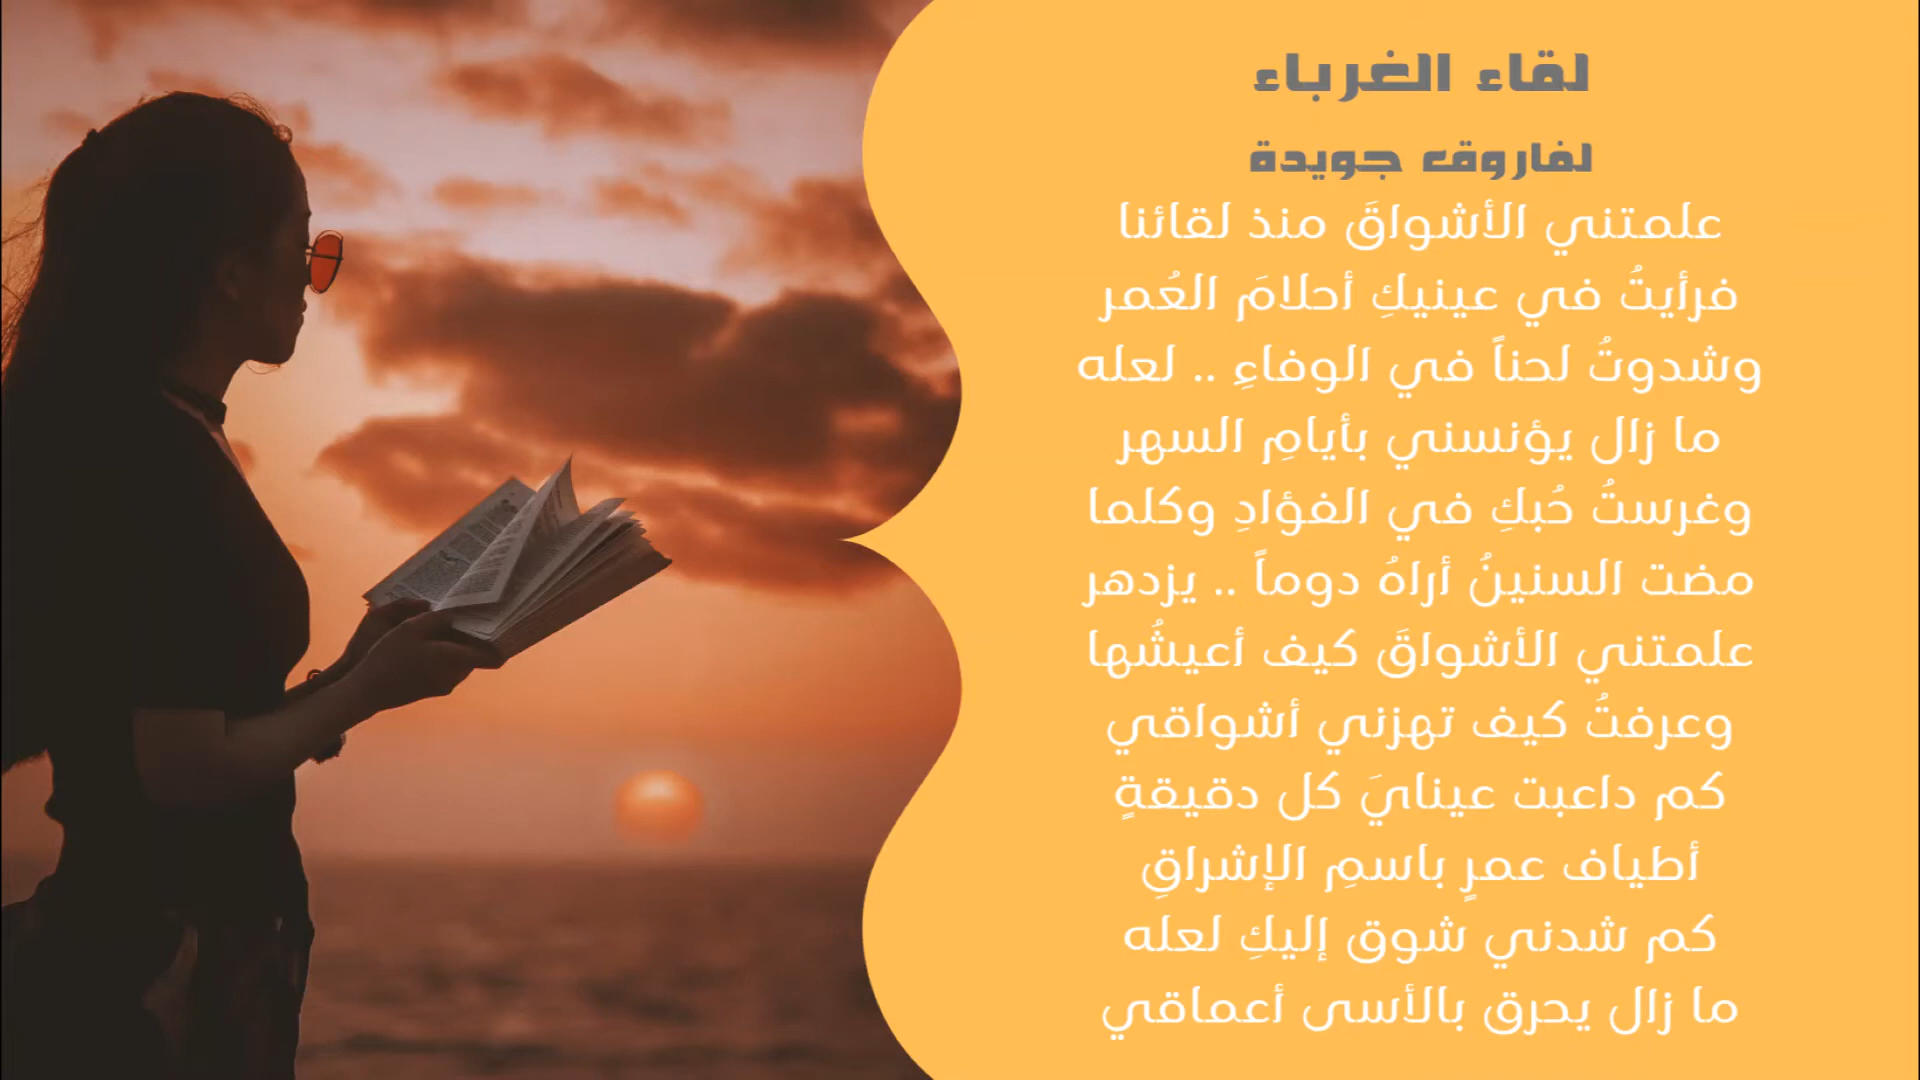 لقاء الغرباء
لفاروق جويدة
علمتني الأشواقَ منذ لقائنا
فرأيتُ في عينيكِ أحلامَ العُمر
وشدوتُ لحناً في الوفاءِ .. لعله
ما زال يؤنسني بأيامِ السهر
وغرستُ حُبكِ في الفؤادِ وكلما
مضت السنينُ أراهُ دوماً .. يزدهر
علمتني الأشواقَ كيف أعيشُها
وعرفتُ كيف تهزني أشواقي
كم داعبت عينايَ كل دقيقةٍ
أطياف عمرٍ باسمِ الإشراقِ
كم شدني شوق إليكِ لعله
ما زال يحرق بالأسى أعماقي